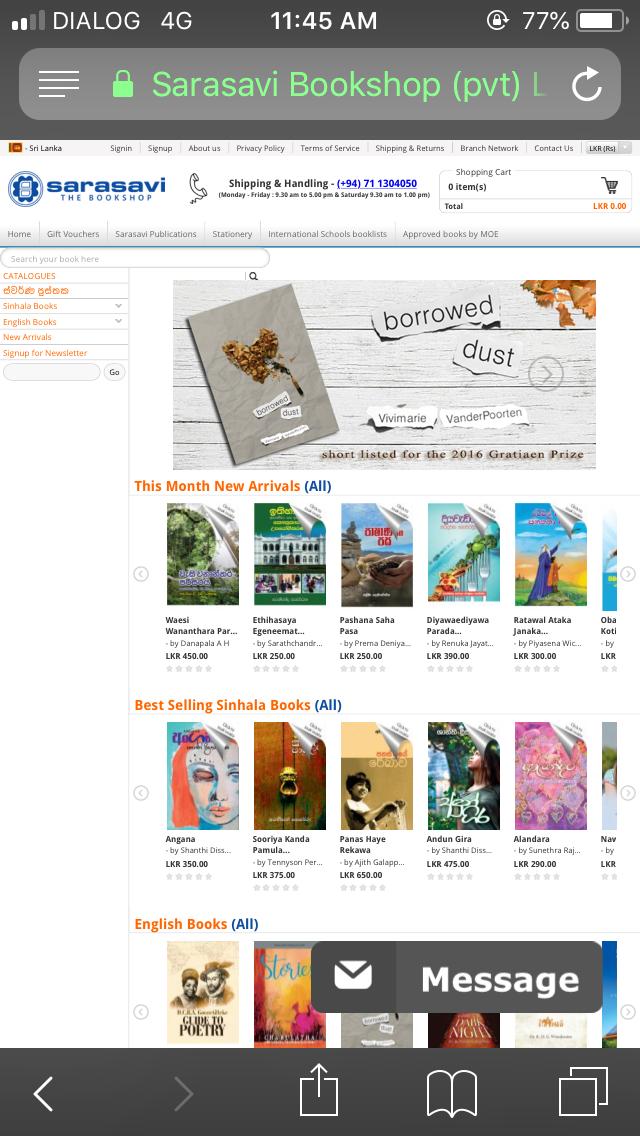 DIALOG 4G 11:45 AM 77%
Sarasavi Bookshop (pvt) L
- Sri Lanka Signin Signup About us Privacy Policy Terms of Service Shipping & Returns Branch Network Contact Us LKR (Rs)
sarasavi
THE BOOKSHOP
Shipping & Handling - (+94) 71 1304050
(Monday - Friday : 9.30 am to 5.00 pm & Saturday 9.30 am to 1.00 pm)
Shopping Cart
0 item(s)
Total LKR 0.00
Home Gift Vouchers Sarasavi Publications Stationery International Schools booklists Approved books by MOE
Search your book here
CATALOGUES
ස්වර්ණ පුස්තක
Sinhala Books
English Books
New Arrivals
Signup for Newsletter
Go
borrowed
dust
borrowed
dust
Vivimarie VanderPoorten
short listed for the 2016 Gratiaen Prize
This Month New Arrivals (All)
Waesi Ethihasaya Pashana Saha Diyawaediyawa Ratawal Ataka Oba
Wananthara Par... Egeneemat... Pasa Parada... Janaka... Koti
- by Danapala A H - by Sarathchandr... - by Prema Deniya... - by Renuka Jayat... - by Piyasena Wic... - by
LKR 450.00 LKR 250.00 LKR 250.00 LKR 390.00 LKR 300.00 LKR
Best Selling Sinhala Books (All)
Angana Sooriya Kanda Panas Haye Andun Gira Alandara Nav
- by Shanthi Diss... Pamula... Rekawa - by Shanthi Diss... - by Sunethra Raj... - by
LKR 350.00 - by Tennyson Per... - by Ajith Galapp... LKR 475.00 LKR 290.00 LKR
LKR 375.00 LKR 650.00
English Books (All)
Stories
D.C.R.A. Goonetilleke
GUIDE TO
POETRY
borrowed
DARK
NIGHT
Message